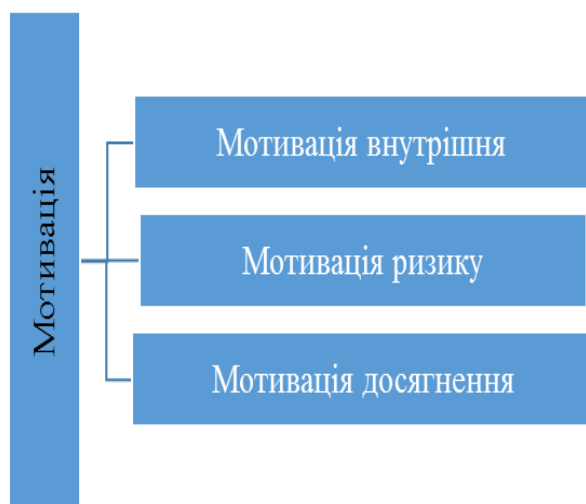 Мотивація
Мотивація внутрішня
Мотивація ризику
Мотивація досягнення